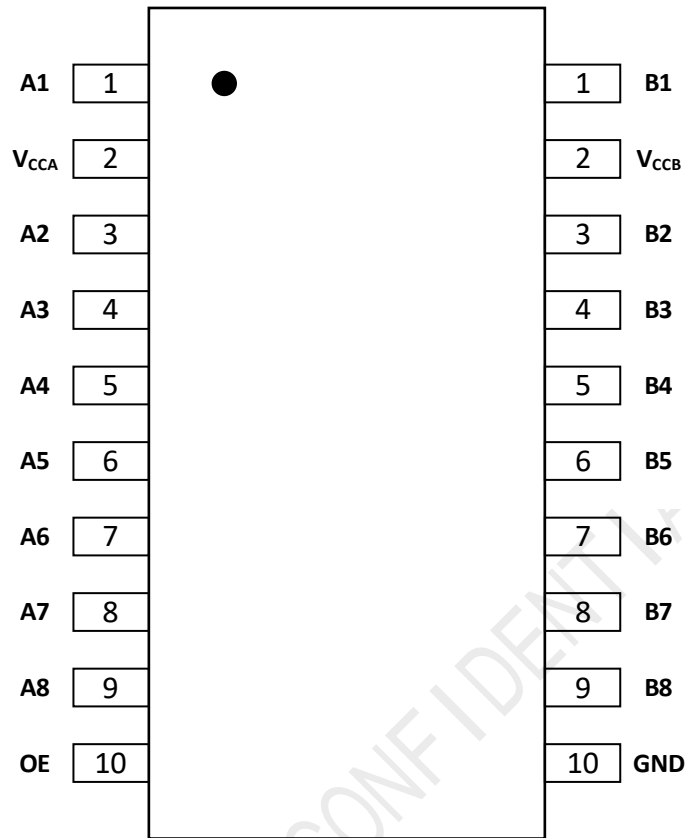 A1 1 1 B1
VCCA 2 2 VCCB
A2 3 3 B2
A3 4 4 B3
A4 5 5 B4
A5 6 6 B5
A6 7 7 B6
A7 8 8 B7
A8 9 9 B8
OE 10 10 GND